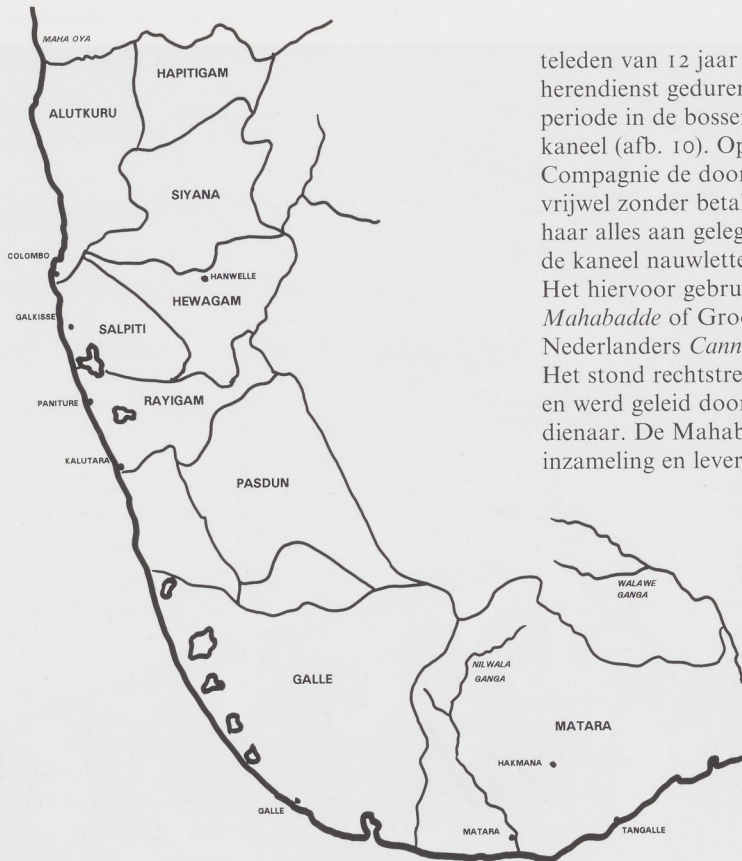 MAHA OYA
HAPITIGAM
ALUTKURU
SIYANA
COLOMBO
HANWELLE
HEWAGAM
GALKISSE
SALPITI
RAYIGAM
PANITURE
KALUTARA
PASDUN
WALAWE
GANGA
NILWALA
GANGA
GALLE
MATARA
HAKMANA
GALLE
MATARA
TANGALLE
teleden van 12 jaar
herendienst geduren
periode in de bosse
kaneel (afb. 10). Op
Compagnie de door
vrijwel zonder betal
haar alles aan geleg
de kaneel nauwlette
Het hiervoor gebru
Mahabadde of Groo
Nederlanders Cann
Het stond rechtstre
en werd geleid door
dienaar. De Mahab
inzameling en lever